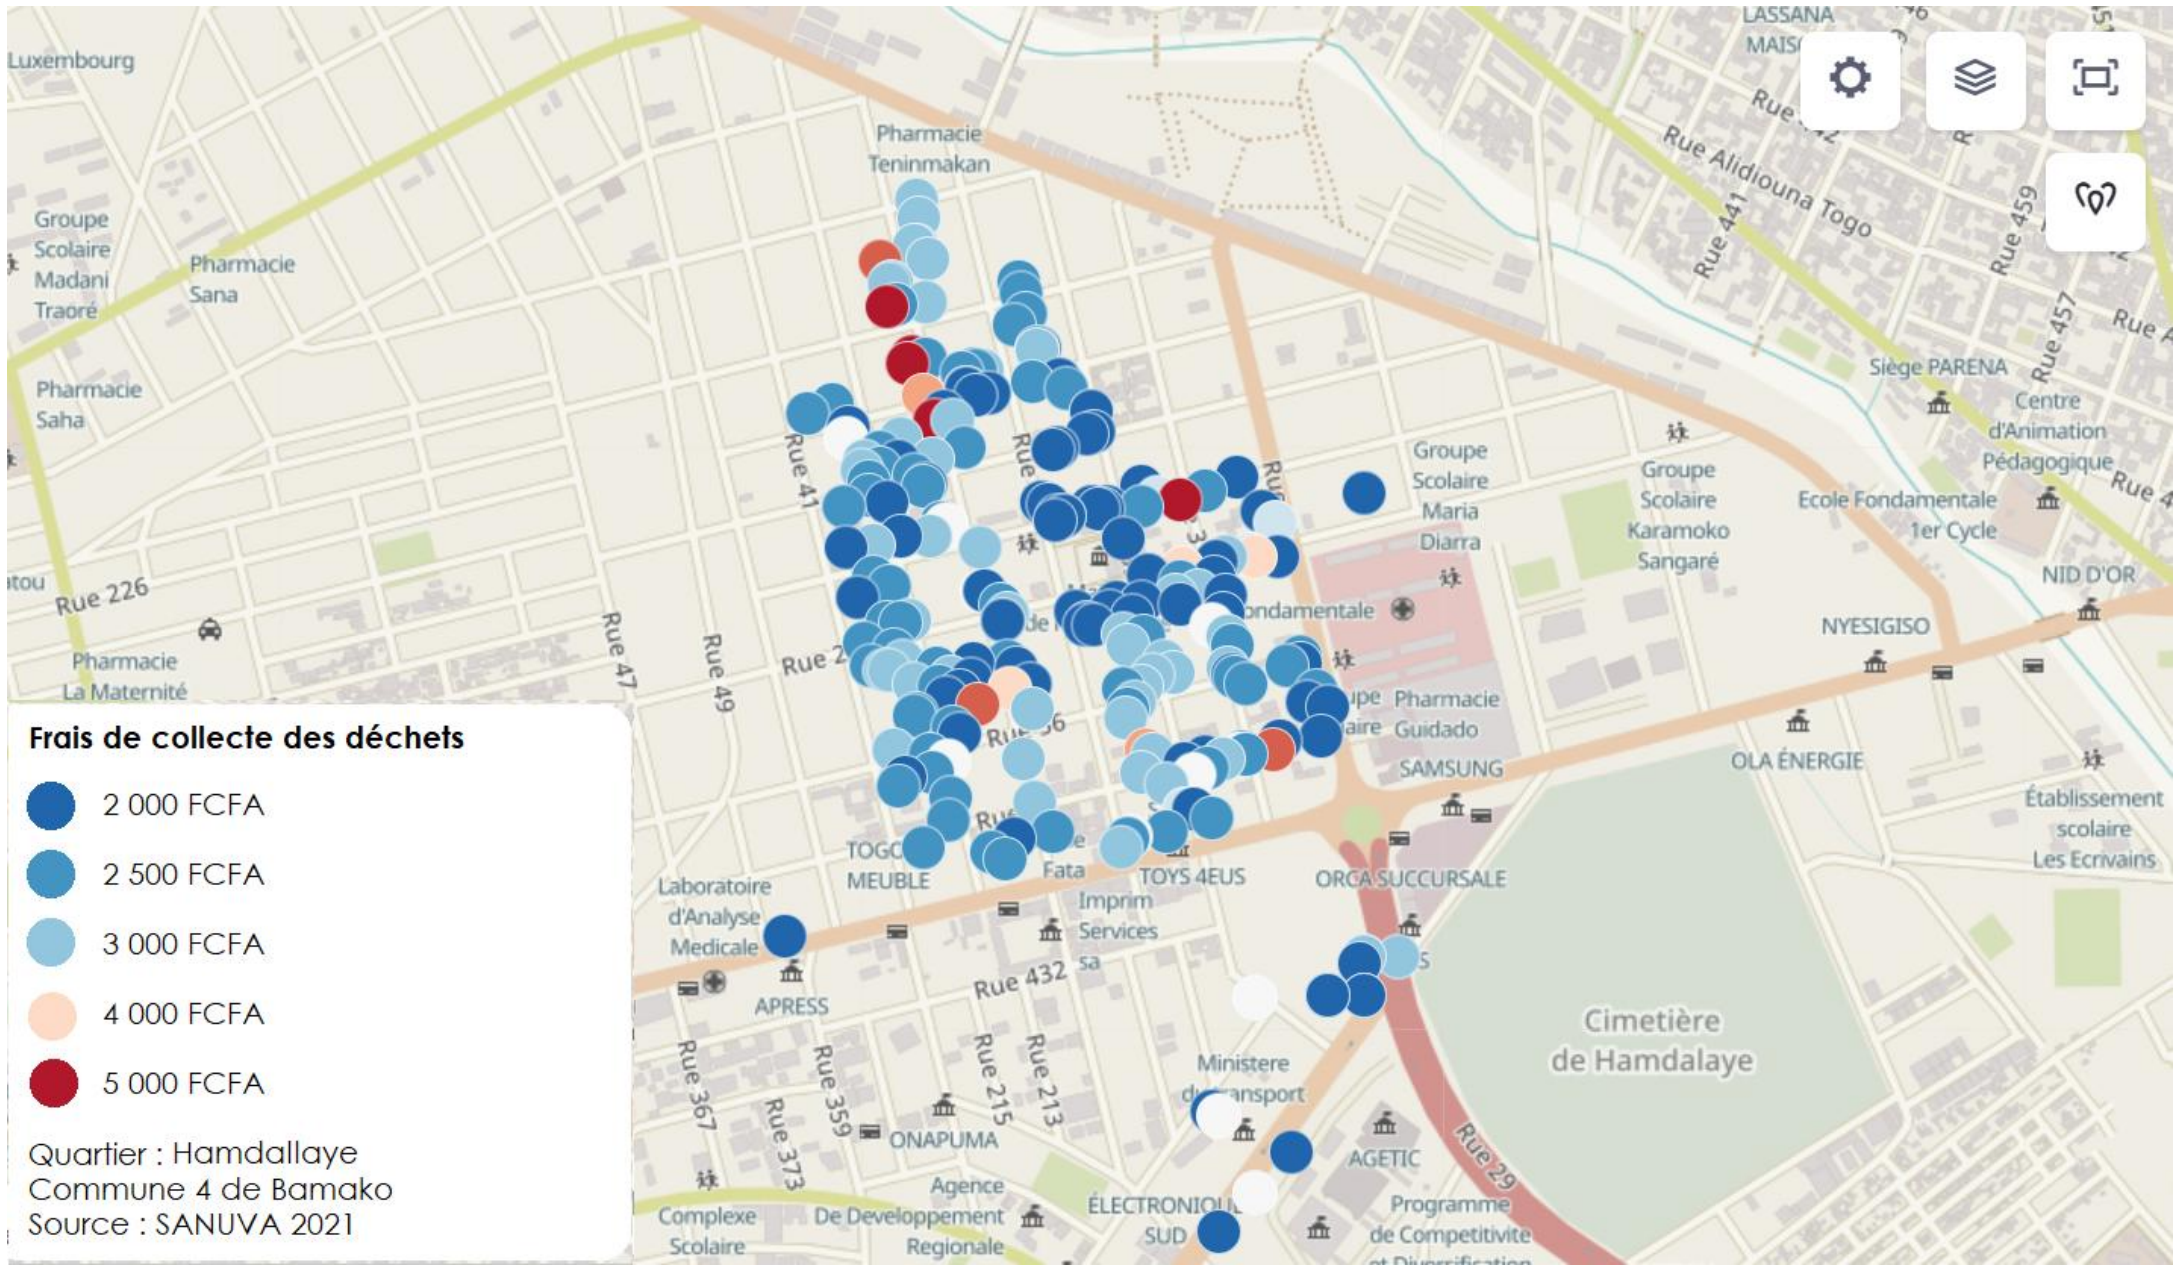 LASSANA
Luxembourg
Pharmacie
Teninmakan
Rue Alidiouna Togo
Rue 441
Rue 459
Rue 457
Groupe
Scolaire
Madani
Traoré
Pharmacie
Sana
Siège PARENA
Pharmacie
Saha
Centre
d'Animation
Pédagogique
Rue 41
Rue
Groupe
Scolaire
Maria
Diarra
Groupe
Scolaire
Karamoko
Sangaré
Ecole Fondamentale
1er Cycle
NID D'OR
Rue 226
NYESIGISO
Rue 47
Rue 49
Pharmacie
La Maternité
Pharmacie
Guidado
SAMSUNG
OLA ÉNERGIE
Établissement
scolaire
Les Ecrivains
Frais de collecte des déchets
2 000 FCFA
2 500 FCFA
3 000 FCFA
4 000 FCFA
5 000 FCFA
Quartier : Hamdallaye
Commune 4 de Bamako
Source : SANUVA 2021
MEUBLE
Fata
TOYS 4EUS
ORCA SUCCURSALE
Laboratoire
d'Analyse
Medicale
Imprim
Services
sa
APRESS
Rue 432
Cimetière
de Hamdalaye
Rue 367
Rue 359
Rue 373
Rue 215
Rue 213
Rue 29
Ministere
ONAPUMA
AGETIC
Agence
De Developpement
Regionale
Complexe
Scolaire
SUD
Programme
de Competitivite
et Diversification